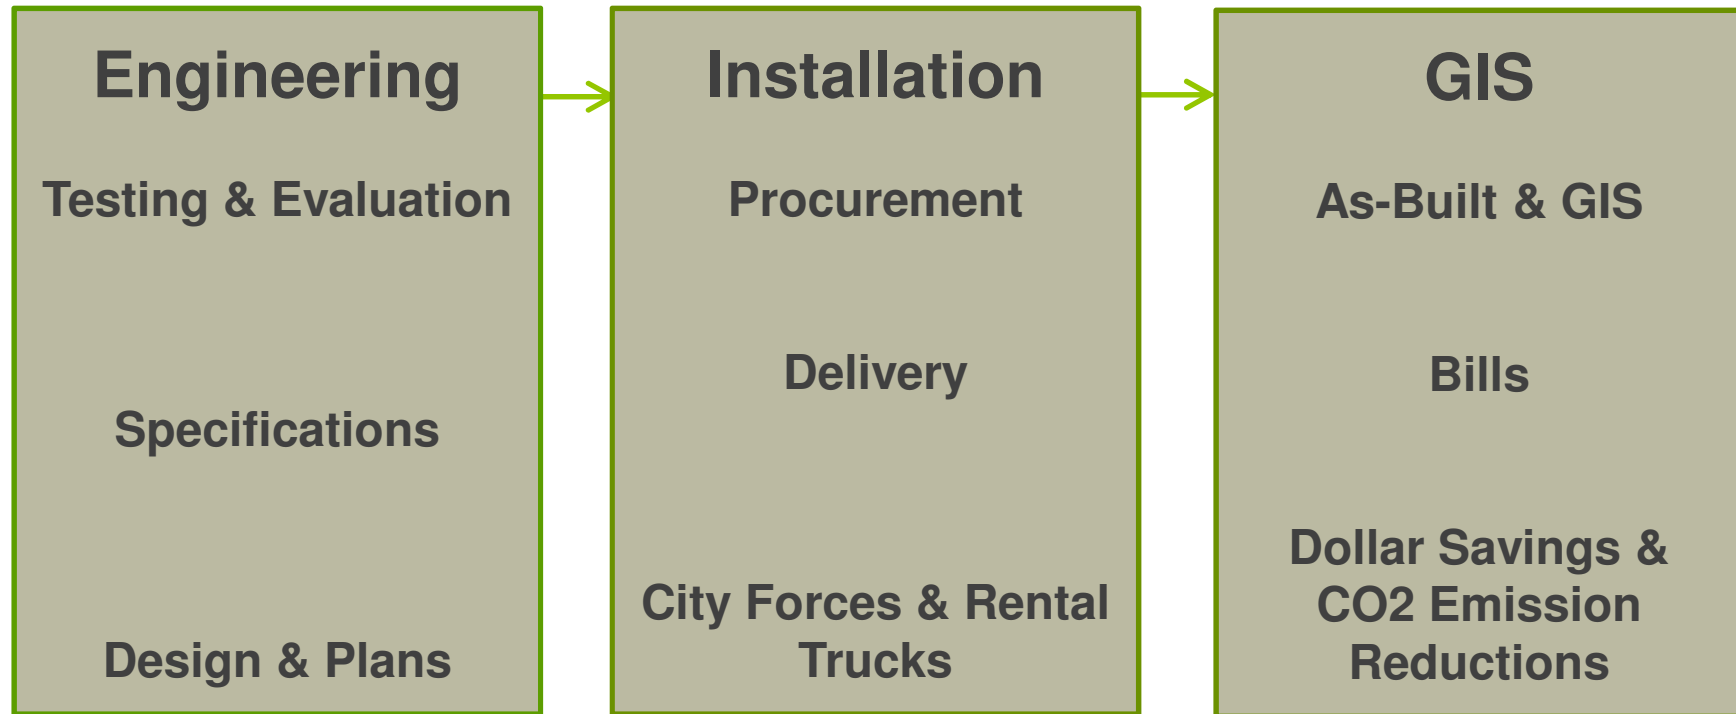 Engineering
Testing & Evaluation
Specifications
Design & Plans
Installation
Procurement
Delivery
City Forces & Rental
Trucks
GIS
As-Built & GIS
Bills
Dollar Savings &
CO2 Emission
Reductions